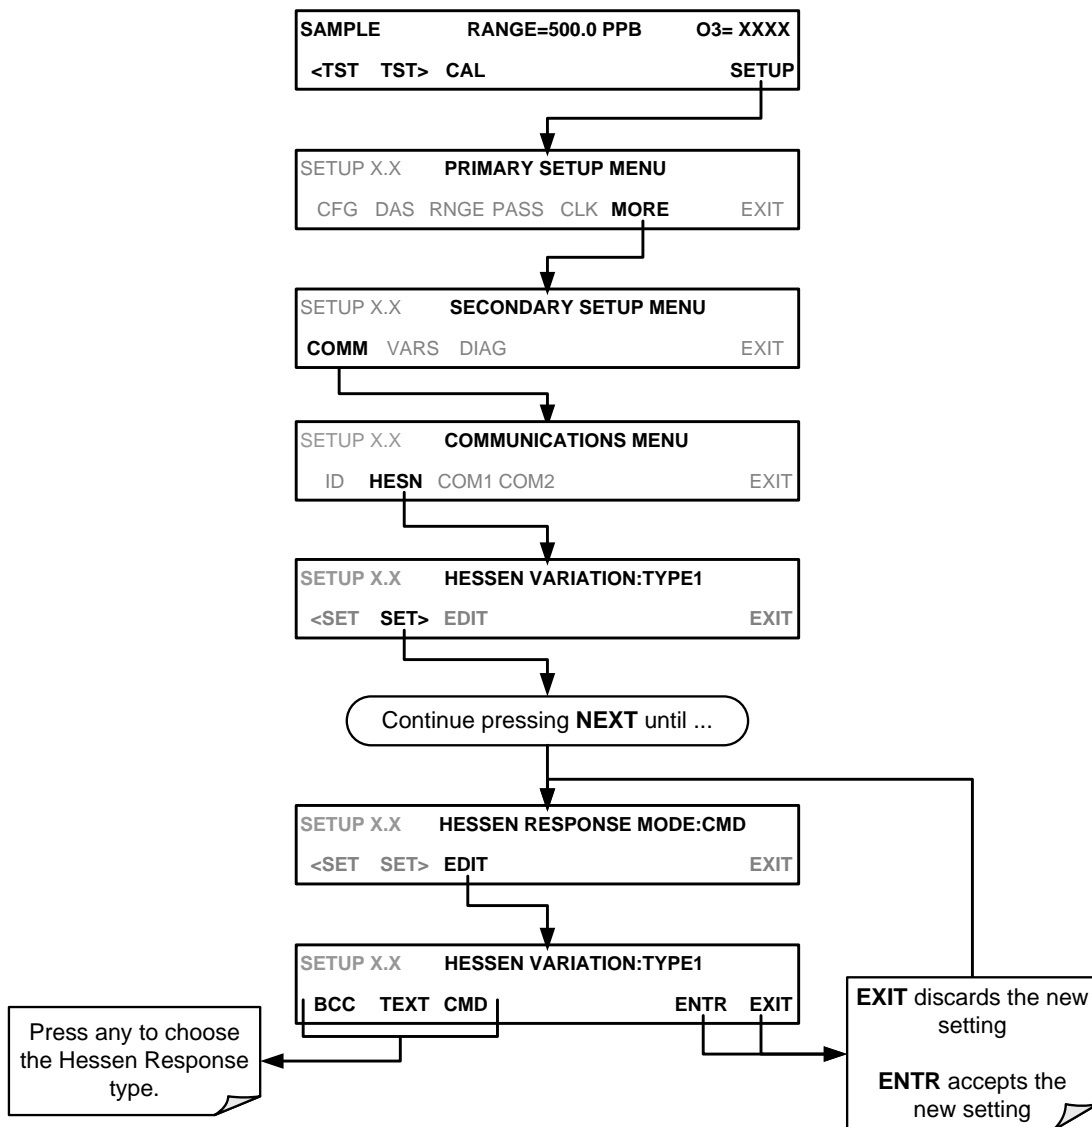 SAMPLE RANGE=500.0 PPB O3= XXXX
<TST TST> CAL SETUP
SETUP X.X PRIMARY SETUP MENU
CFG DAS RNGE PASS CLK MORE EXIT
SETUP X.X SECONDARY SETUP MENU
COMM VARS DIAG EXIT
SETUP X.X COMMUNICATIONS MENU
ID HESN COM1 COM2 EXIT
SETUP X.X HESSEN VARIATION:TYPE1
<SET SET> EDIT EXIT
Continue pressing NEXT until ...
SETUP X.X HESSEN RESPONSE MODE:CMD
<SET SET> EDIT EXIT
SETUP X.X HESSEN VARIATION:TYPE1
BCC TEXT CMD ENTR EXIT
Press any to choose
the Hessen Response
type.
EXIT discards the new
setting
ENTR accepts the
new setting